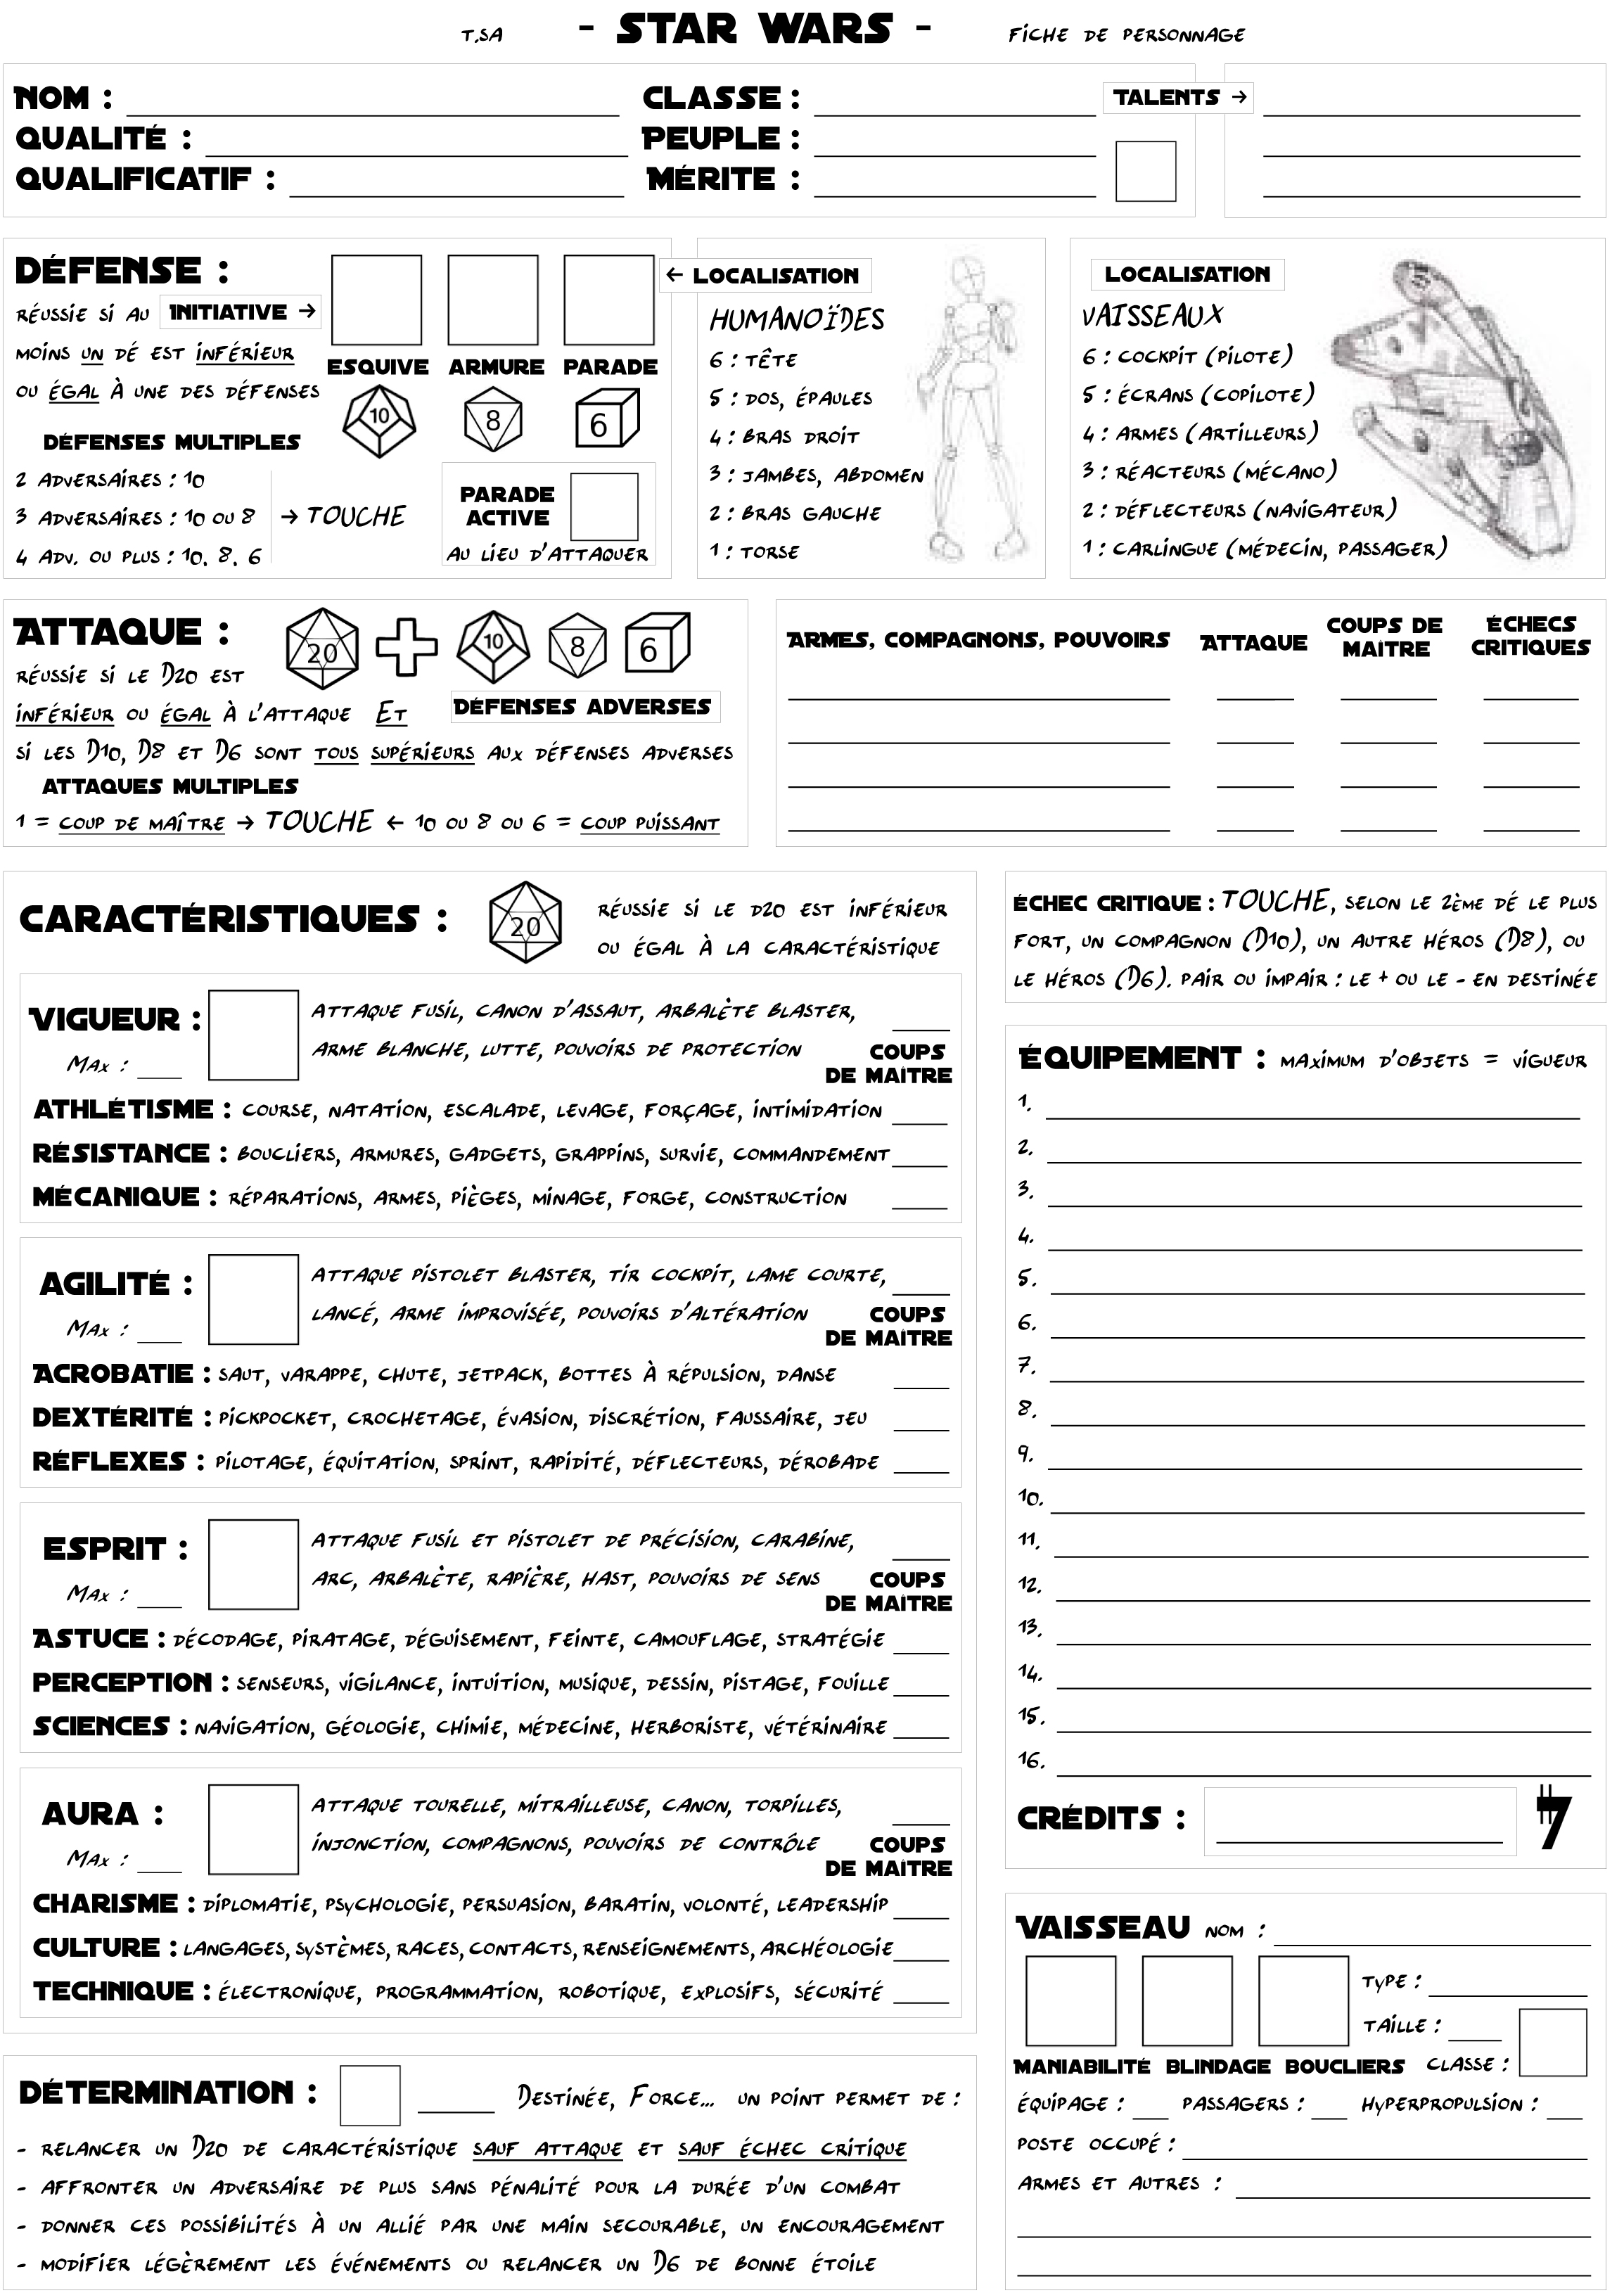 T.SA - STAR WARS - FICHE DE PERSONNAGE
NOM :
QUALITÉ :
QUALIFICATIF :
CLASSE :
PEUPLE :
MÉRITE :
TALENTS →
DÉFENSE :
RÉUSSIE SI AU INITIATIVE →
MOINS UN DÉ EST INFÉRIEUR
OU ÉGAL À UNE DES DÉFENSES
ESQUIVE ARMURE PARADE
10 8 6
DÉFENSES MULTIPLES
2 ADVERSAIRES : 10
3 ADVERSAIRES : 10 OU 8 → TOUCHE
4 ADV. OU PLUS : 10, 8, 6
PARADE
ACTIVE
AU LIEU D'ATTAQUER
← LOCALISATION
HUMANOÏDES
6 : TÊTE
5 : DOS, ÉPAULES
4 : BRAS DROIT
3 : JAMBES, ABDOMEN
2 : BRAS GAUCHE
1 : TORSE
LOCALISATION
VAISSEAUX
6 : COCKPIT (PILOTE)
5 : ÉCRANS (COPILOTE)
4 : ARMES (ARTILLEURS)
3 : RÉACTEURS (MÉCANO)
2 : DÉFLECTEURS (NAVIGATEUR)
1 : CARLINGUE (MÉDECIN, PASSAGER)
ATTAQUE : 20 + 10 8 6
RÉUSSIE SI LE D20 EST
INFÉRIEUR OU ÉGAL À L'ATTAQUE ET DÉFENSES ADVERSES
SI LES D10, D8 ET D6 SONT TOUS SUPÉRIEURS AUX DÉFENSES ADVERSES
ATTAQUES MULTIPLES
1 = COUP DE MAÎTRE → TOUCHE ← 10 OU 8 OU 6 = COUP PUISSANT
ARMES, COMPAGNONS, POUVOIRS ATTAQUE COUPS DE MAÎTRE ÉCHECS CRITIQUES
CARACTÉRISTIQUES : 20
RÉUSSIE SI LE D20 EST INFÉRIEUR
OU ÉGAL À LA CARACTÉRISTIQUE
VIGUEUR :
MAX :
ATTAQUE FUSIL, CANON D'ASSAUT, ARBALÈTE BLASTER,
ARME BLANCHE, LUTTE, POUVOIRS DE PROTECTION
COUPS
DE MAÎTRE
ATHLÉTISME : COURSE, NATATION, ESCALADE, LEVAGE, FORÇAGE, INTIMIDATION
RÉSISTANCE : BOUCLIERS, ARMURES, GADGETS, GRAPPINS, SURVIE, COMMANDEMENT
MÉCANIQUE : RÉPARATIONS, ARMES, PIÈGES, MINAGE, FORGE, CONSTRUCTION
AGILITÉ :
MAX :
ATTAQUE PISTOLET BLASTER, TIR COCKPIT, LAME COURTE,
LANCÉ, ARME IMPROVISÉE, POUVOIRS D'ALTÉRATION
COUPS
DE MAÎTRE
ACROBATIE : SAUT, VARAPPE, CHUTE, JETPACK, BOTTES À RÉPULSION, DANSE
DEXTÉRITÉ : PICKPOCKET, CROCHETAGE, ÉVASION, DISCRÉTION, FAUSSAIRE, JEU
RÉFLEXES : PILOTAGE, ÉQUITATION, SPRINT, RAPIDITÉ, DÉFLECTEURS, DÉROBADE
ESPRIT :
MAX :
ATTAQUE FUSIL ET PISTOLET DE PRÉCISION, CARABINE,
ARC, ARBALÈTE, RAPIÈRE, HAST, POUVOIRS DE SENS
COUPS
DE MAÎTRE
ASTUCE : DÉCODAGE, PIRATAGE, DÉGUISEMENT, FEINTE, CAMOUFLAGE, STRATÉGIE
PERCEPTION : SENSEURS, VIGILANCE, INTUITION, MUSIQUE, DESSIN, PISTAGE, FOUILLE
SCIENCES : NAVIGATION, GÉOLOGIE, CHIMIE, MÉDECINE, HERBORISTE, VÉTÉRINAIRE
AURA :
MAX :
ATTAQUE TOURELLE, MITRAILLEUSE, CANON, TORPILLES,
INJONCTION, COMPAGNONS, POUVOIRS DE CONTRÔLE
COUPS
DE MAÎTRE
CHARISME : DIPLOMATIE, PSYCHOLOGIE, PERSUASION, BARATIN, VOLONTÉ, LEADERSHIP
CULTURE : LANGAGES, SYSTÈMES, RACES, CONTACTS, RENSEIGNEMENTS, ARCHÉOLOGIE
TECHNIQUE : ÉLECTRONIQUE, PROGRAMMATION, ROBOTIQUE, EXPLOSIFS, SÉCURITÉ
DÉTERMINATION : DESTINÉE, FORCE... UN POINT PERMET DE :
- RELANCER UN D20 DE CARACTÉRISTIQUE SAUF ATTAQUE ET SAUF ÉCHEC CRITIQUE
- AFFRONTER UN ADVERSAIRE DE PLUS SANS PÉNALITÉ POUR LA DURÉE D'UN COMBAT
- DONNER CES POSSIBILITÉS À UN ALLIÉ PAR UNE MAIN SECOURABLE, UN ENCOURAGEMENT
- MODIFIER LÉGÈREMENT LES ÉVÉNEMENTS OU RELANCER UN D6 DE BONNE ÉTOILE
ÉCHEC CRITIQUE : TOUCHE, SELON LE 2ÈME DÉ LE PLUS
FORT, UN COMPAGNON (D10), UN AUTRE HÉROS (D8), OU
LE HÉROS (D6). PAIR OU IMPAIR : LE + OU LE - EN DESTINÉE
ÉQUIPEMENT : MAXIMUM D'OBJETS = VIGUEUR
1.
2.
3.
4.
5.
6.
7.
8.
9.
10.
11.
12.
13.
14.
15.
16.
CRÉDITS :
VAISSEAU NOM :
TYPE :
TAILLE :
MANIABILITÉ BLINDAGE BOUCLIERS CLASSE :
ÉQUIPAGE : PASSAGERS : HYPERPROPULSION :
POSTE OCCUPÉ :
ARMES ET AUTRES :